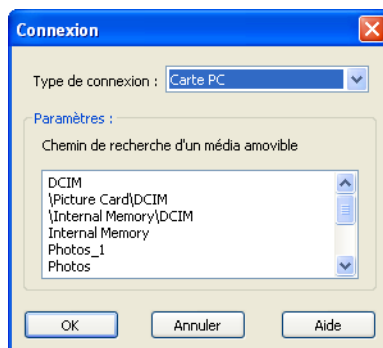 Connexion
Type de connexion : Carte PC
Paramètres :
Chemin de recherche d'un média amovible
DCIM
\Picture Card\DCIM
\Internal Memory\DCIM
Internal Memory
Photos_1
Photos
OK Annuler Aide